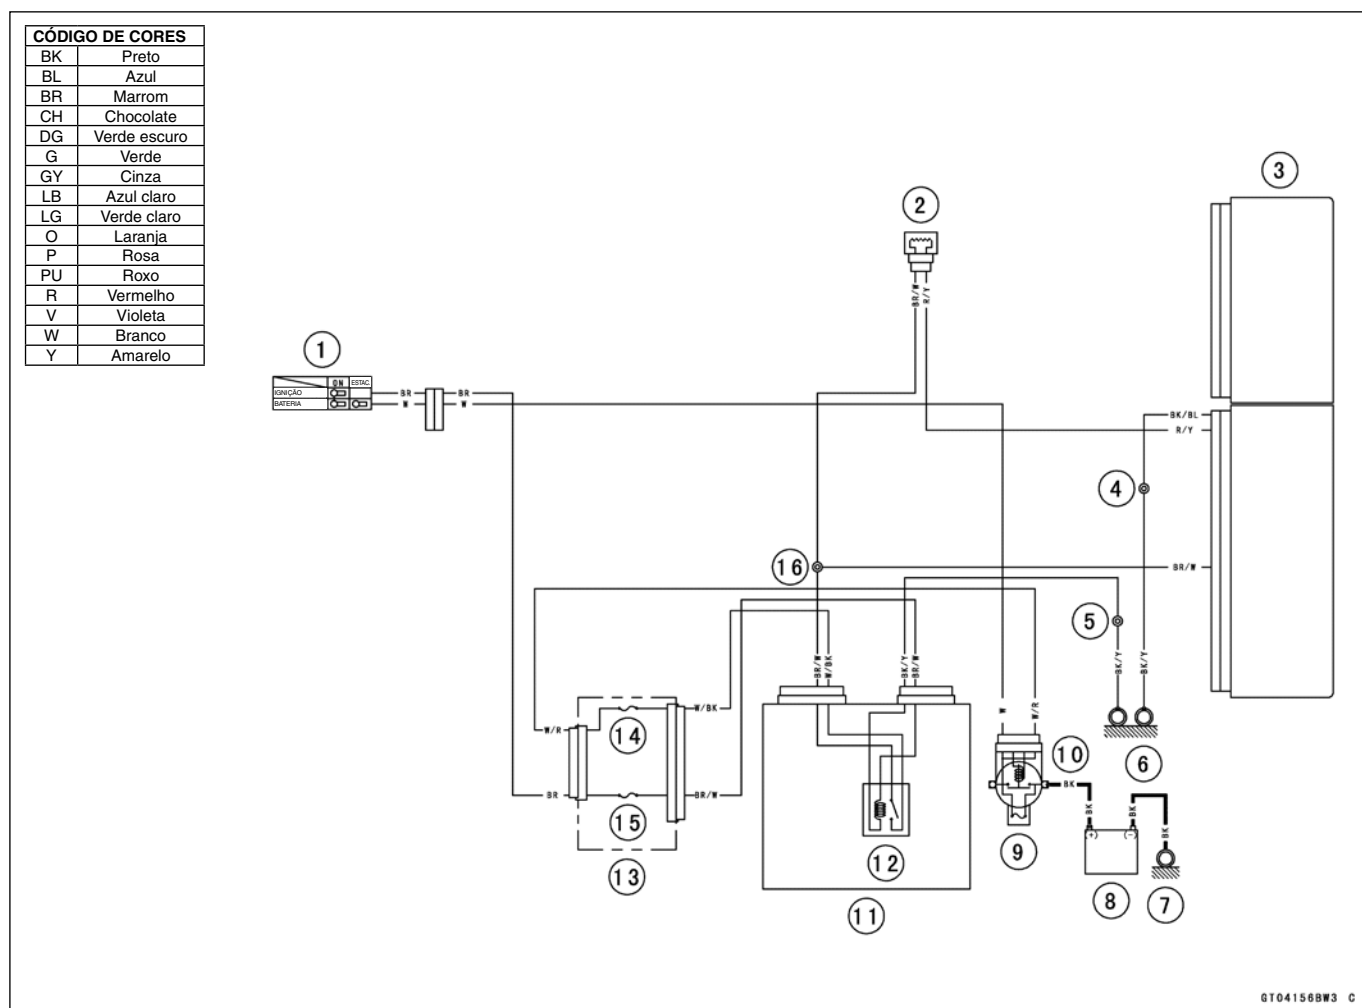 CÓDIGO DE CORES
BK Preto
BL Azul
BR Marrom
CH Chocolate
DG Verde escuro
G Verde
GY Cinza
LB Azul claro
LG Verde claro
O Laranja
P Rosa
PU Roxo
R Vermelho
V Violeta
W Branco
Y Amarelo
3
2
BR/W R/Y
1
ON ESTAC.
IGNIÇÃO
BATERIA
BR BR
W W
BK/BL
R/Y
4
16
BR/W
5
BR/W W/BK BK/Y BR/W
BK/Y BK/Y
W W/R
W/R
W/BK
14
10
6
BK
BK BK BK
BR
BR/W
15
(+) (-)
12
9
13
8
7
11
GT04156BW3 C